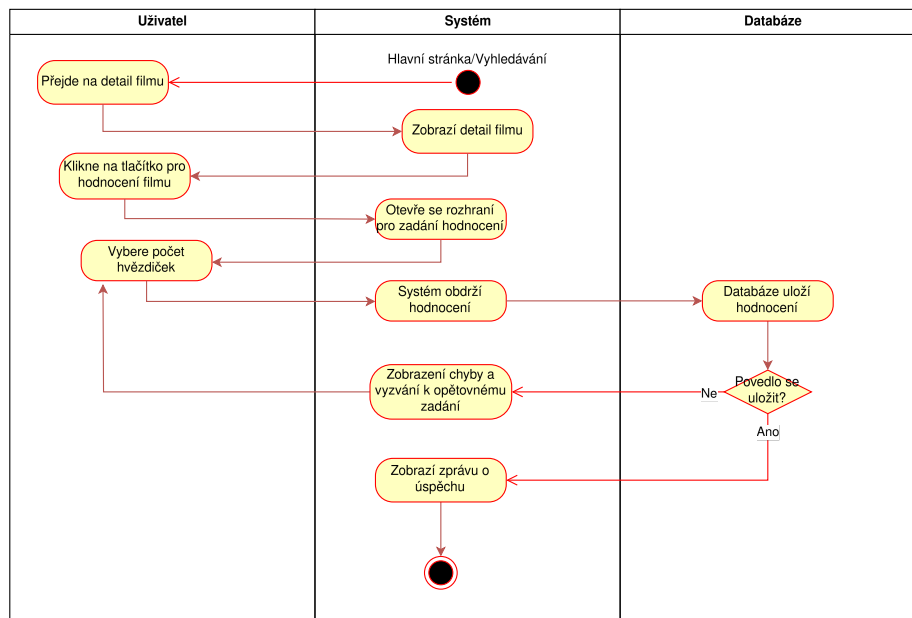 Uživatel
Systém
Databáze
Hlavní stránka/Vyhledávání
Přejde na detail filmu
Zobrazí detail filmu
Klikne na tlačítko pro
hodnocení filmu
Otevře se rozhraní
pro zadání hodnocení
Vybere počet
hvězdiček
Systém obdrží
hodnocení
Databáze uloží
hodnocení
Povedlo se
uložit?
Ne
Zobrazení chyby a
vyzvání k opětovnému
zadání
Ano
Zobrazí zprávu o
úspěchu